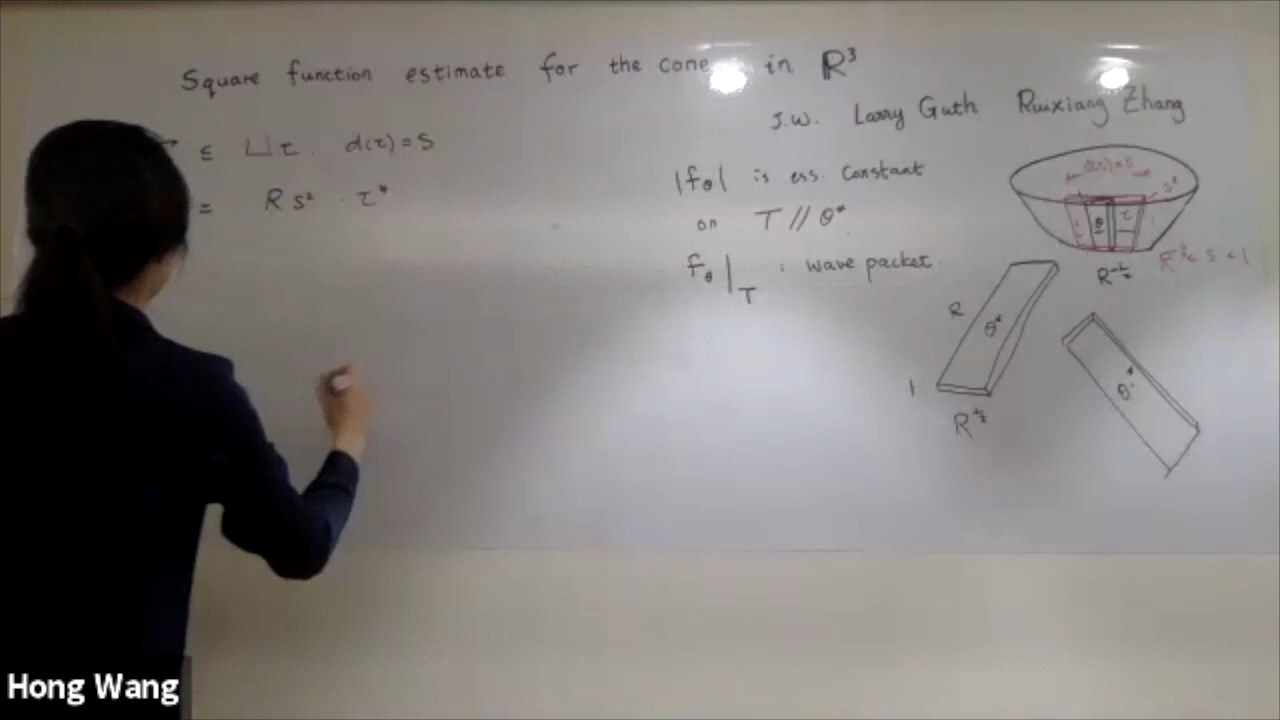 Square function estimate for the cone in R³
J.W. Larry Guth Ruixiang Zhang
⊆ ⊔ τ. d(τ) = S
= R S² · τ*
|f_θ| is ess. constant
on T // θ*
f_θ|_T : wave packet
d(τ) = S
S²
θ
τ
R^{-1/2} < S < 1
R^{-1/2}
R
θ*
1
R^{1/2}
θ'*
Hong Wang